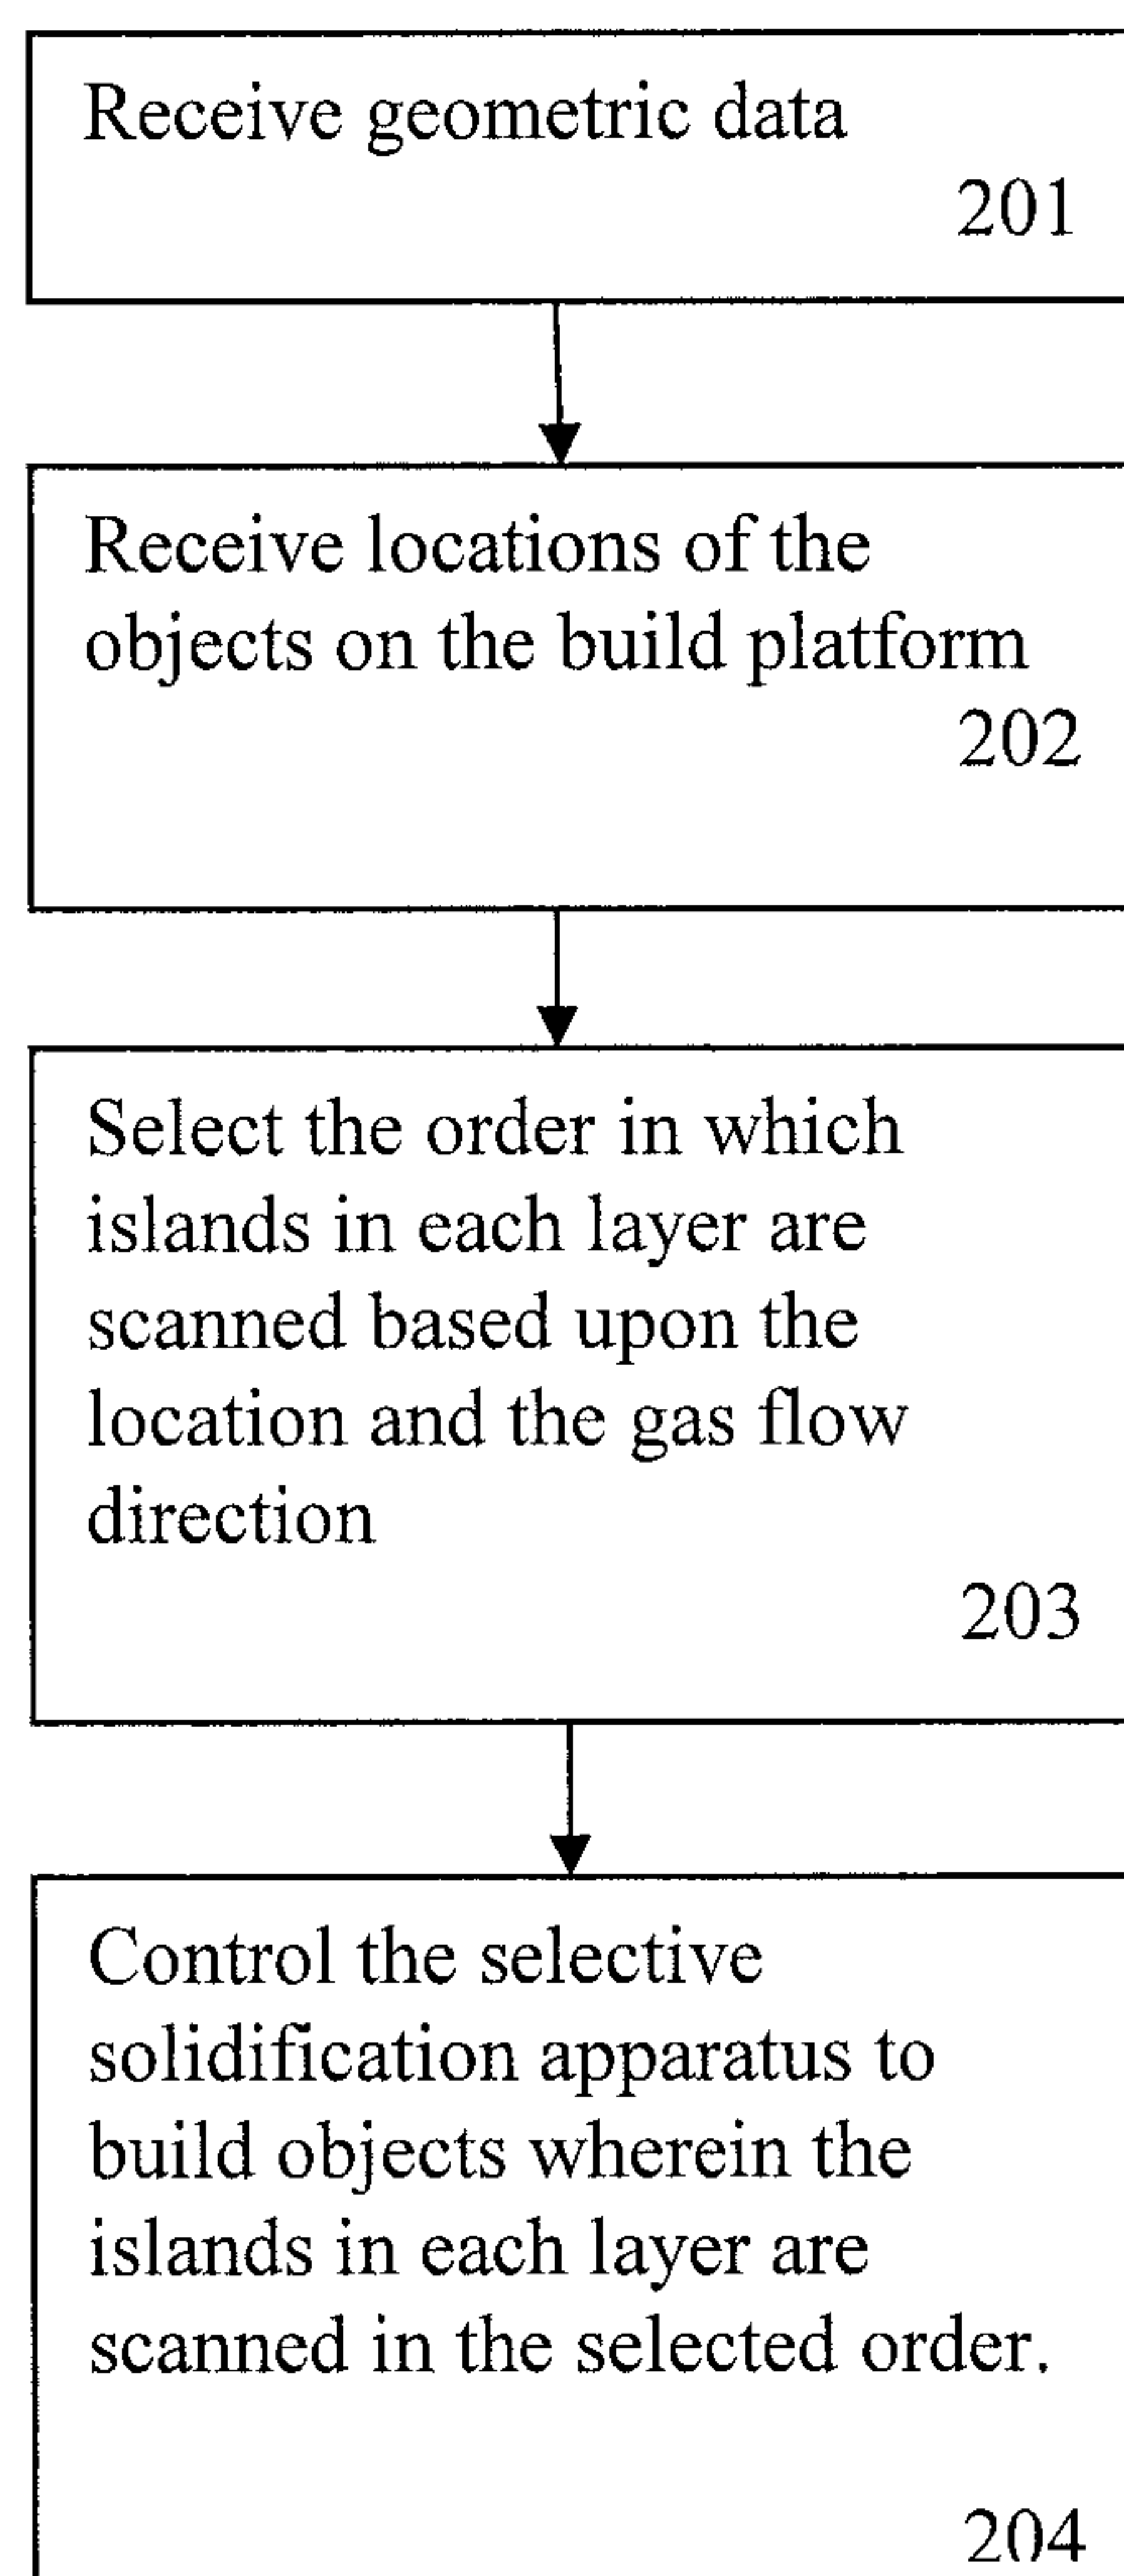 Receive geometric data
201
Receive locations of the
objects on the build platform
202
Select the order in which
islands in each layer are
scanned based upon the
location and the gas flow
direction
203
Control the selective
solidification apparatus to
build objects wherein the
islands in each layer are
scanned in the selected order.
204